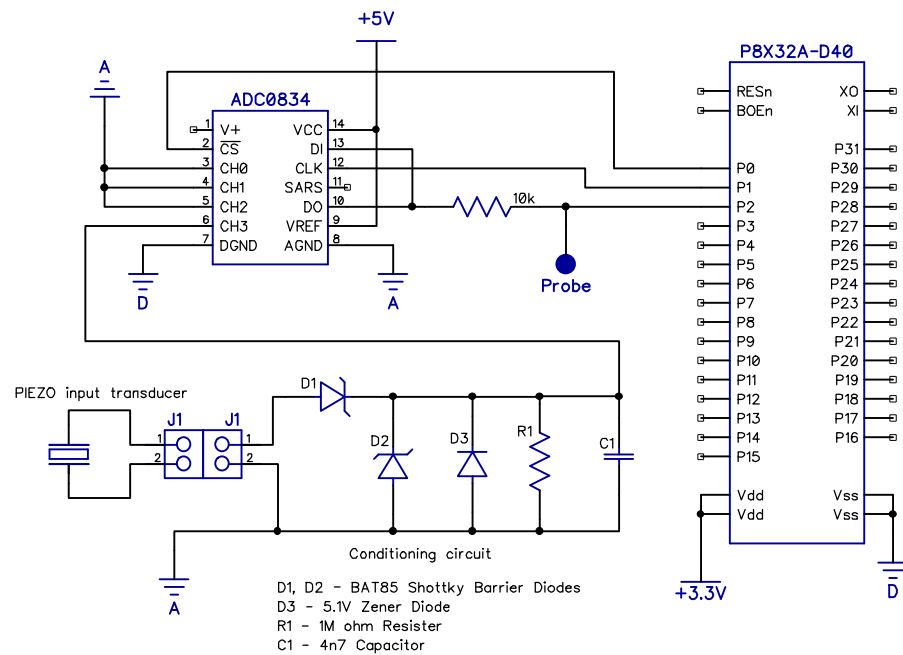 +5V
P8X32A-D40
A
ADC0834
RESn XO
BOEn XI
1 V+ VCC 14
2 CS DI 13
3 CH0 CLK 12
4 CH1 SARS 11
5 CH2 DO 10
6 CH3 VREF 9
7 DGND AGND 8
10k
P31
P0 P30
P1 P29
P2 P28
P3 P27
P4 P26
P5 P25
P6 P24
P7 P23
P8 P22
P9 P21
P10 P20
P11 P19
P12 P18
P13 P17
P14 P16
P15
D
A
Probe
PIEZO input transducer
J1 J1
1 1
2 2
D1
D2
D3
R1
C1
Vdd Vss
Vdd Vss
+3.3V
D
A
Conditioning circuit
D1, D2 - BAT85 Shottky Barrier Diodes
D3 - 5.1V Zener Diode
R1 - 1M ohm Resister
C1 - 4n7 Capacitor